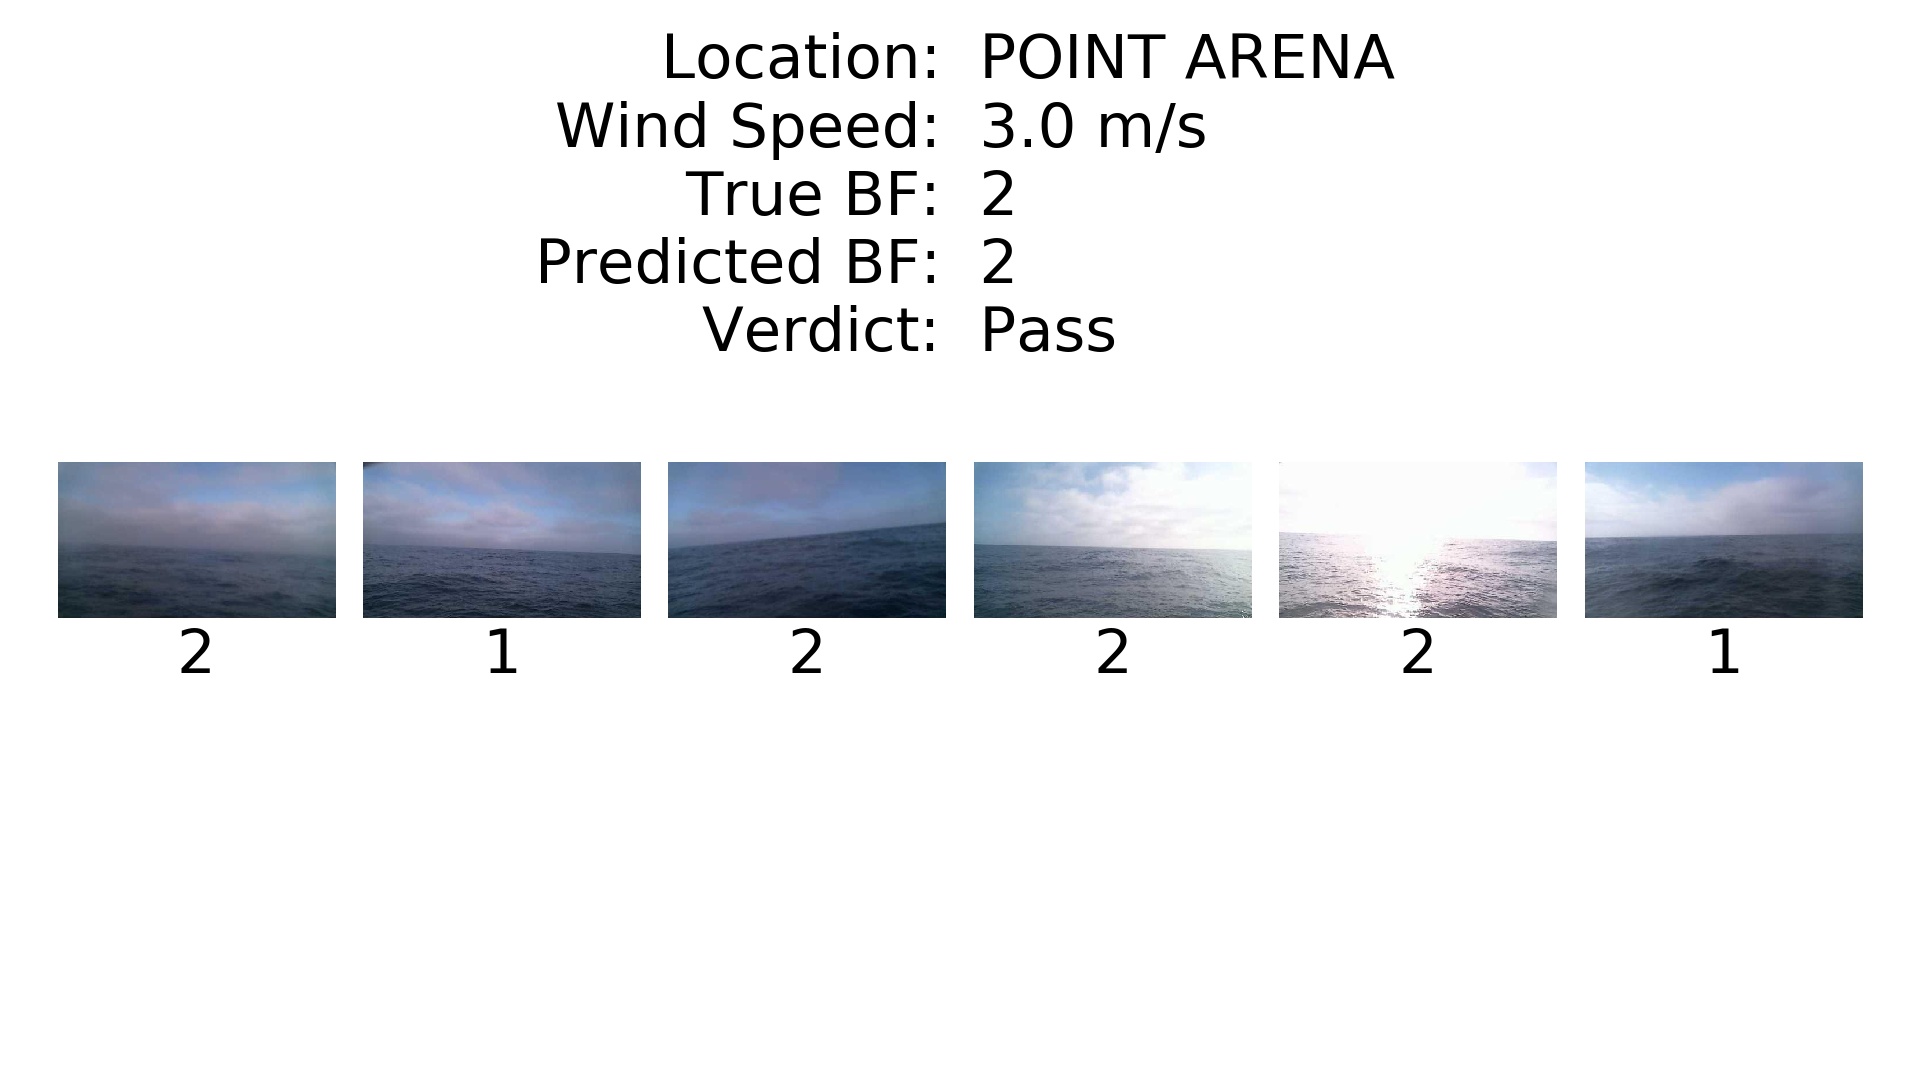 Location: POINT ARENA
Wind Speed: 3.0 m/s
True BF: 2
Predicted BF: 2
Verdict: Pass
2 1 2 2 2 1